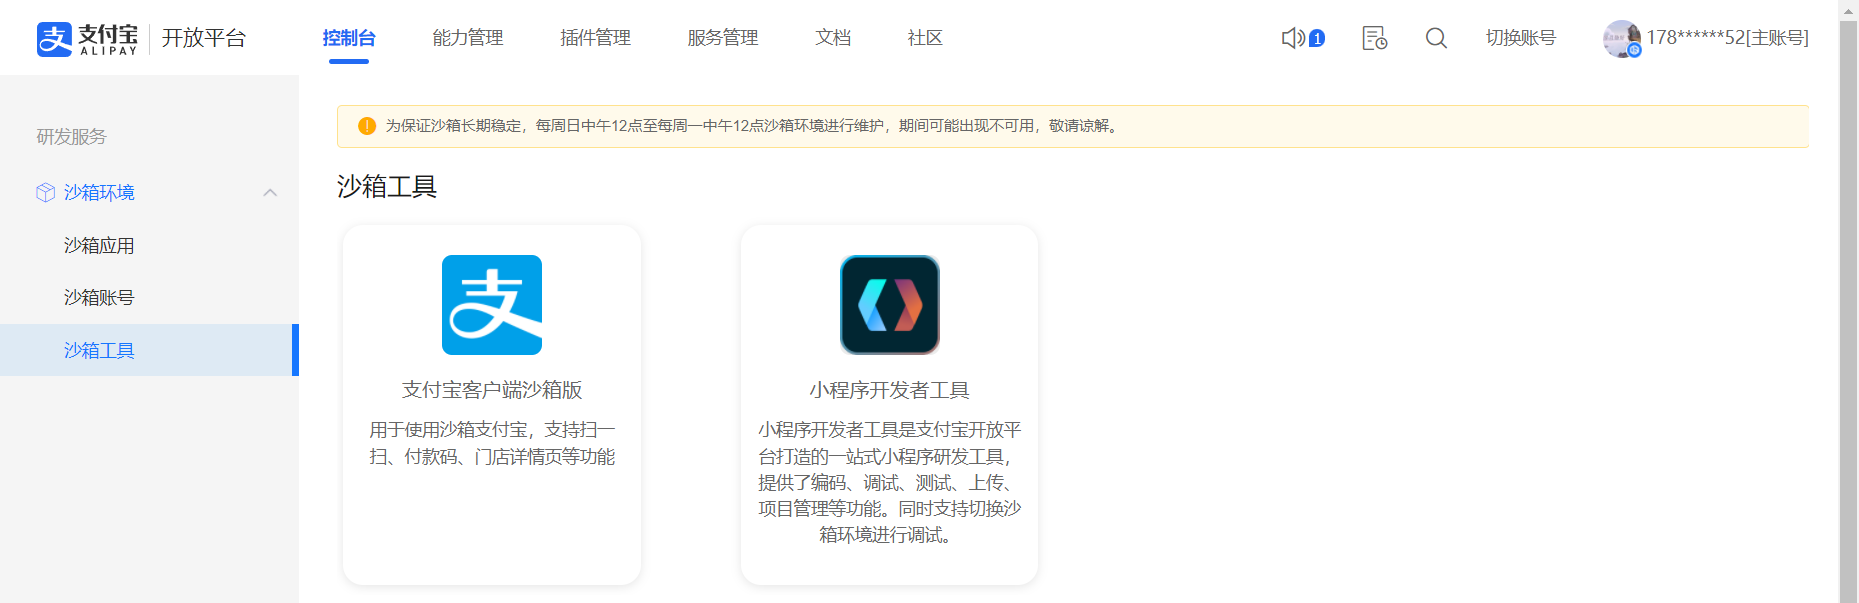 支付宝 ALIPAY 开放平台 控制台 能力管理 插件管理 服务管理 文档 社区 1 切换账号 178******52[主账号]
研发服务
沙箱环境
沙箱应用
沙箱账号
沙箱工具
为保证沙箱长期稳定，每周日中午12点至每周一中午12点沙箱环境进行维护，期间可能出现不可用，敬请谅解。
沙箱工具
支付宝客户端沙箱版
用于使用沙箱支付宝，支持扫一
扫、付款码、门店详情页等功能
小程序开发者工具
小程序开发者工具是支付宝开放平
台打造的一站式小程序研发工具，
提供了编码、调试、测试、上传、
项目管理等功能。同时支持切换沙
箱环境进行调试。